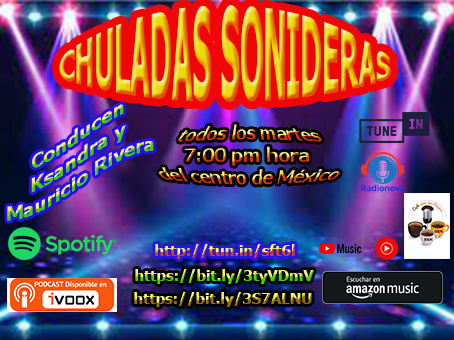 CHULADAS SONIDERAS
Conducen
Ksandra y
Mauricio Rivera
todos los martes
7:00 pm hora
del centro de México
TUNE IN
Radionov
Spotify
http://tun.in/sft6l
Music
PODCAST Disponible en
iVOOX
https://bit.ly/3tyVDmV
https://bit.ly/3S7ALNU
Escuchar en
amazon music